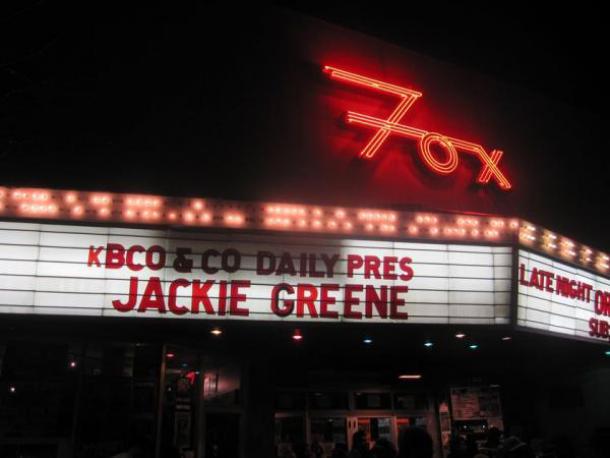 Fox
KBCO & CO DAILY PRES
JACKIE GREENE
LATE NIGHT